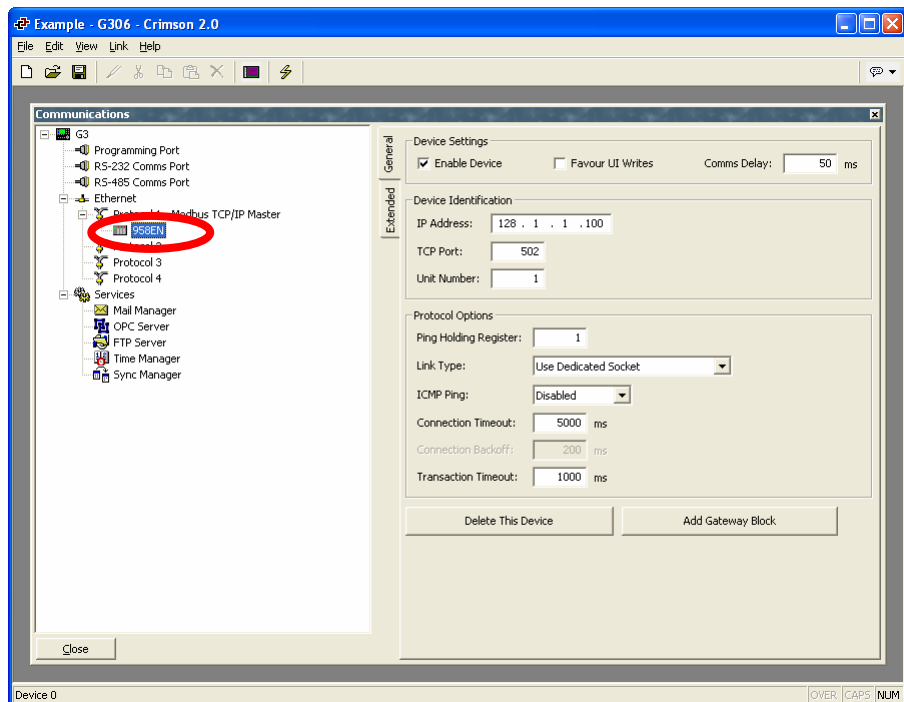 Example - G306 - Crimson 2.0
File Edit View Link Help
Communications
G3
Programming Port
RS-232 Comms Port
RS-485 Comms Port
Ethernet
Modbus TCP/IP Master
958EN
Protocol 3
Protocol 4
Services
Mail Manager
OPC Server
FTP Server
Time Manager
Sync Manager
Close
General
Extended
Device Settings
Enable Device Favour UI Writes Comms Delay: 50 ms
Device Identification
IP Address: 128 . 1 . 1 .100
TCP Port: 502
Unit Number: 1
Protocol Options
Ping Holding Register: 1
Link Type: Use Dedicated Socket
ICMP Ping: Disabled
Connection Timeout: 5000 ms
Connection Backoff: 200 ms
Transaction Timeout: 1000 ms
Delete This Device Add Gateway Block
Device 0 OVER CAPS NUM